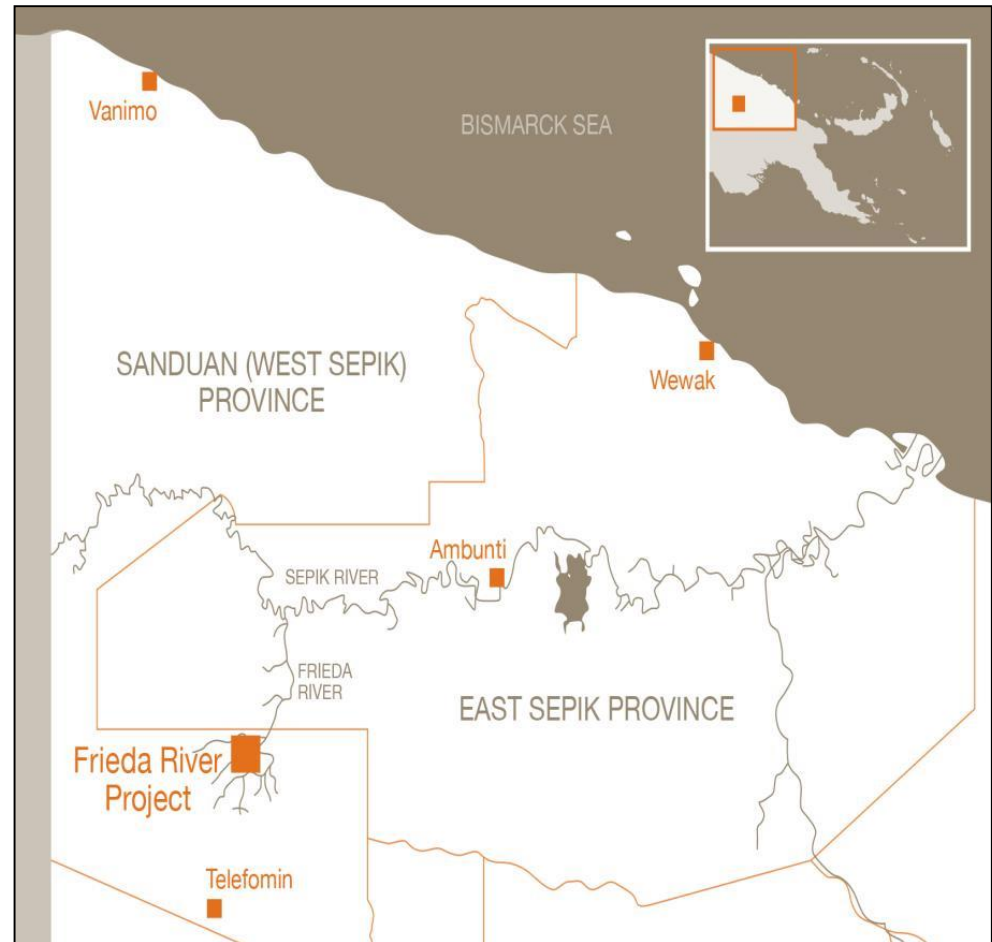 Vanimo
BISMARCK SEA
SANDUAN (WEST SEPIK)
PROVINCE
Wewak
Ambunti
SEPIK RIVER
FRIEDA
RIVER
EAST SEPIK PROVINCE
Frieda River
Project
Telefomin